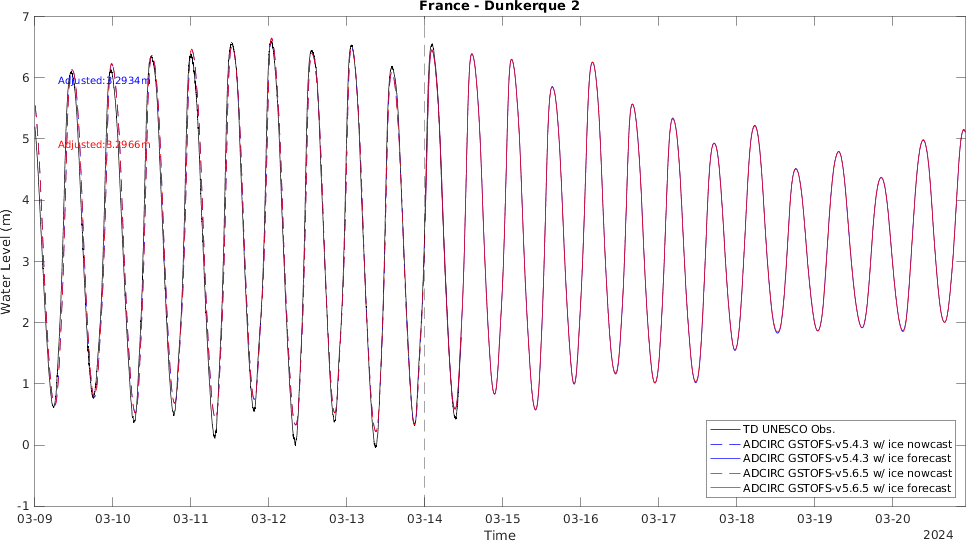 France - Dunkerque 2
7
6
5
4
3
2
1
0
-1
Water Level (m)
Adjusted:3.2934m
Adjusted:3.2966m
TD UNESCO Obs.
ADCIRC GSTOFS-v5.4.3 w/ ice nowcast
ADCIRC GSTOFS-v5.4.3 w/ ice forecast
ADCIRC GSTOFS-v5.6.5 w/ ice nowcast
ADCIRC GSTOFS-v5.6.5 w/ ice forecast
03-09 03-10 03-11 03-12 03-13 03-14 03-15 03-16 03-17 03-18 03-19 03-20
Time
2024